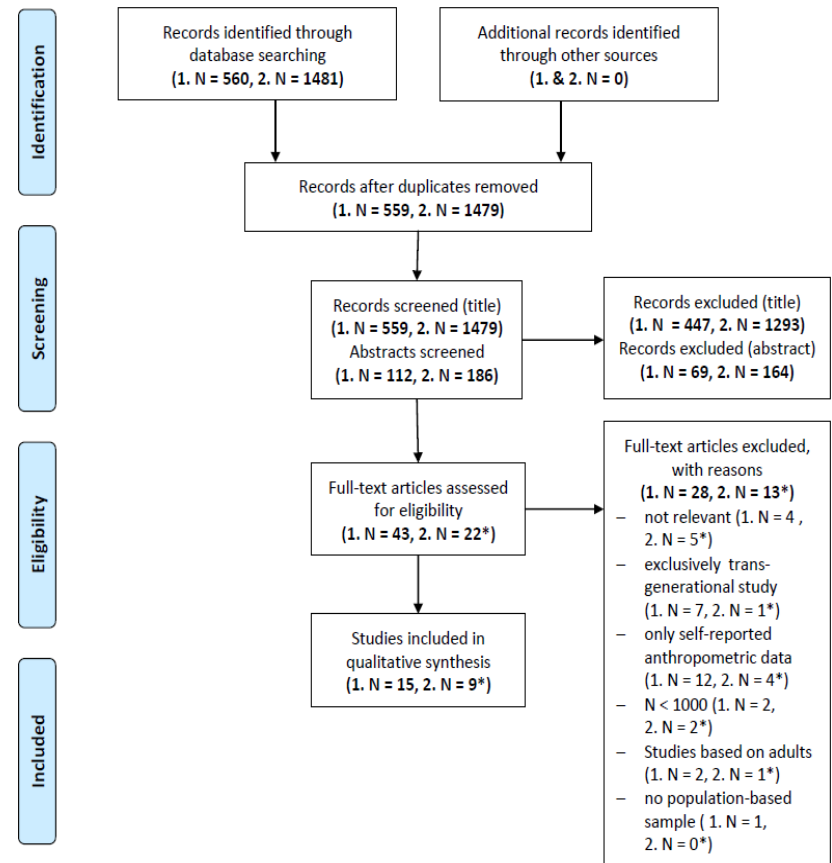 Identification
Records identified through
database searching
(1. N = 560, 2. N = 1481)
Additional records identified
through other sources
(1. & 2. N = 0)
Records after duplicates removed
(1. N = 559, 2. N = 1479)
Screening
Records screened (title)
(1. N = 559, 2. N = 1479)
Abstracts screened
(1. N = 112, 2. N = 186)
Records excluded (title)
(1. N = 447, 2. N = 1293)
Records excluded (abstract)
(1. N = 69, 2. N = 164)
Eligibility
Full-text articles assessed
for eligibility
(1. N = 43, 2. N = 22*)
Full-text articles excluded,
with reasons
(1. N = 28, 2. N = 13*)
– not relevant (1. N = 4 ,
2. N = 5*)
– exclusively trans-
generational study
(1. N = 7, 2. N = 1*)
– only self-reported
anthropometric data
(1. N = 12, 2. N = 4*)
– N < 1000 (1. N = 2,
2. N = 2*)
– Studies based on adults
(1. N = 2, 2. N = 1*)
– no population-based
sample ( 1. N = 1,
2. N = 0*)
Included
Studies included in
qualitative synthesis
(1. N = 15, 2. N = 9*)